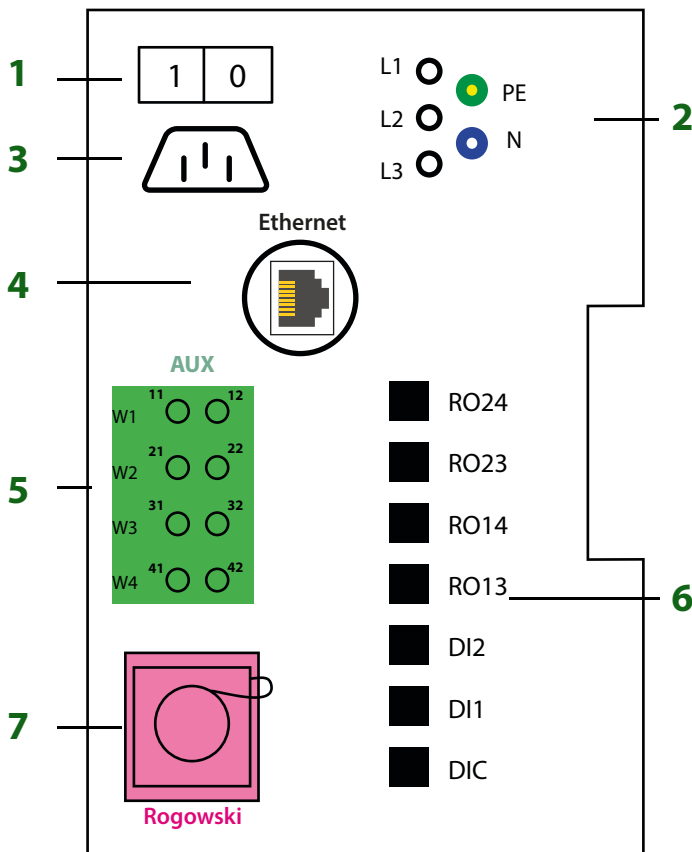 1
1 0
L1
PE
L2
2
N
L3
3
Ethernet
4
AUX
11 12
W1
21 22
W2
5
31 32
W3
41 42
W4
RO24
RO23
RO14
RO13
6
DI2
DI1
DIC
7
Rogowski